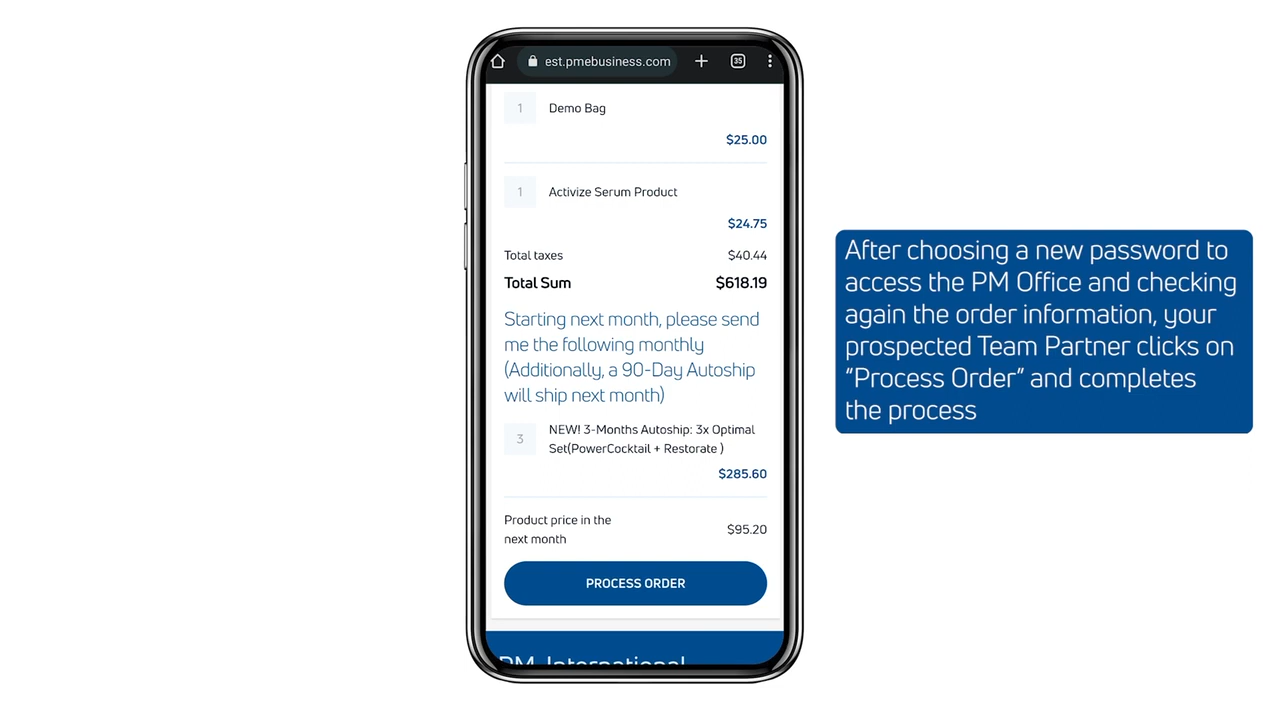 est.pmebusiness.com
35
1 Demo Bag
$25.00
1 Activize Serum Product
$24.75
Total taxes $40.44
Total Sum $618.19
Starting next month, please send
me the following monthly
(Additionally, a 90-Day Autoship
will ship next month)
3 NEW! 3-Months Autoship: 3x Optimal
Set(PowerCocktail + Restorate )
$285.60
Product price in the
next month
$95.20
PROCESS ORDER
PM-International
After choosing a new password to
access the PM Office and checking
again the order information, your
prospected Team Partner clicks on
“Process Order” and completes
the process